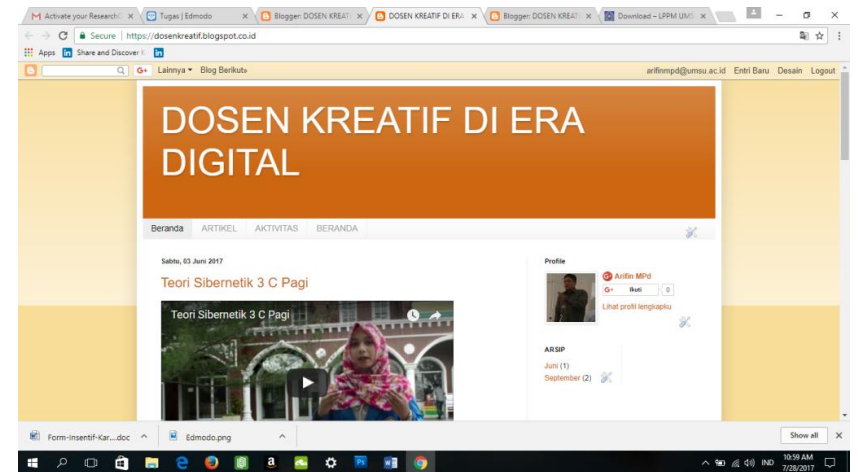 Activate your Research
Tugas | Edmodo
Blogger: DOSEN KREATI
DOSEN KREATIF DI ERA
Blogger: DOSEN KREATI
Download – LPPM UMS
Secure
https://dosenkreatif.blogspot.co.id
Apps
Share and Discover K
G+
Lainnya
Blog Berikut»
arifinmpd@umsu.ac.id
Entri Baru
Desain
Logout
DOSEN KREATIF DI ERA
DIGITAL
Beranda
ARTIKEL
AKTIVITAS
BERANDA
Sabtu, 03 Juni 2017
Teori Sibernetik 3 C Pagi
Teori Sibernetik 3 C Pagi
Profile
Arifin MPd
G+ Ikuti 0
Lihat profil lengkapku
ARSIP
Juni (1)
September (2)
Form-Insentif-Kar....doc
Edmodo.png
Show all
IND
10:59 AM
7/28/2017